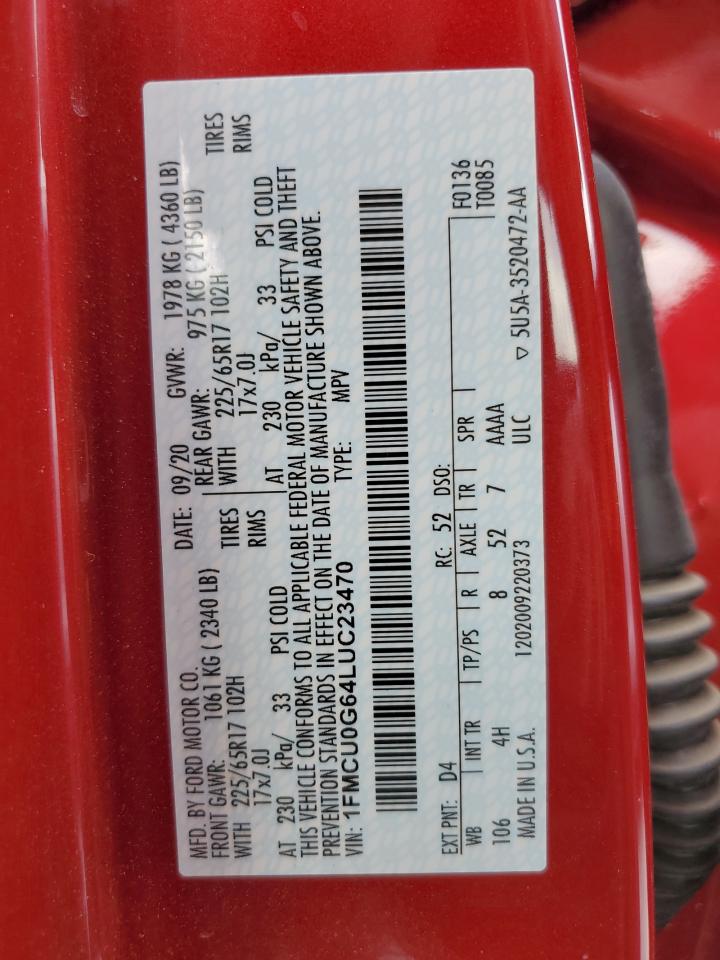 MFD. BY FORD MOTOR CO.
DATE: 09/20 GVWR: 1978 KG ( 4360 LB)
FRONT GAWR: 1061 KG ( 2340 LB)
REAR GAWR: 975 KG ( 2150 LB)
WITH 225/65R17 102H TIRES
WITH 225/65R17 102H TIRES
17x7.0J RIMS
17x7.0J RIMS
AT 230 kPa/ 33 PSI COLD
AT 230 kPa/ 33 PSI COLD
THIS VEHICLE CONFORMS TO ALL APPLICABLE FEDERAL MOTOR VEHICLE SAFETY AND THEFT
PREVENTION STANDARDS IN EFFECT ON THE DATE OF MANUFACTURE SHOWN ABOVE.
VIN: 1FMCU0G64LUC23470 TYPE: MPV
EXT PNT: D4 RC: 52 DSO: F0136
WB INT TR TP/PS R AXLE TR SPR T0085
106 4H 8 52 7 AAAA
MADE IN U.S.A. 1202009220373 ULC ▽ 5U5A-3520472-AA